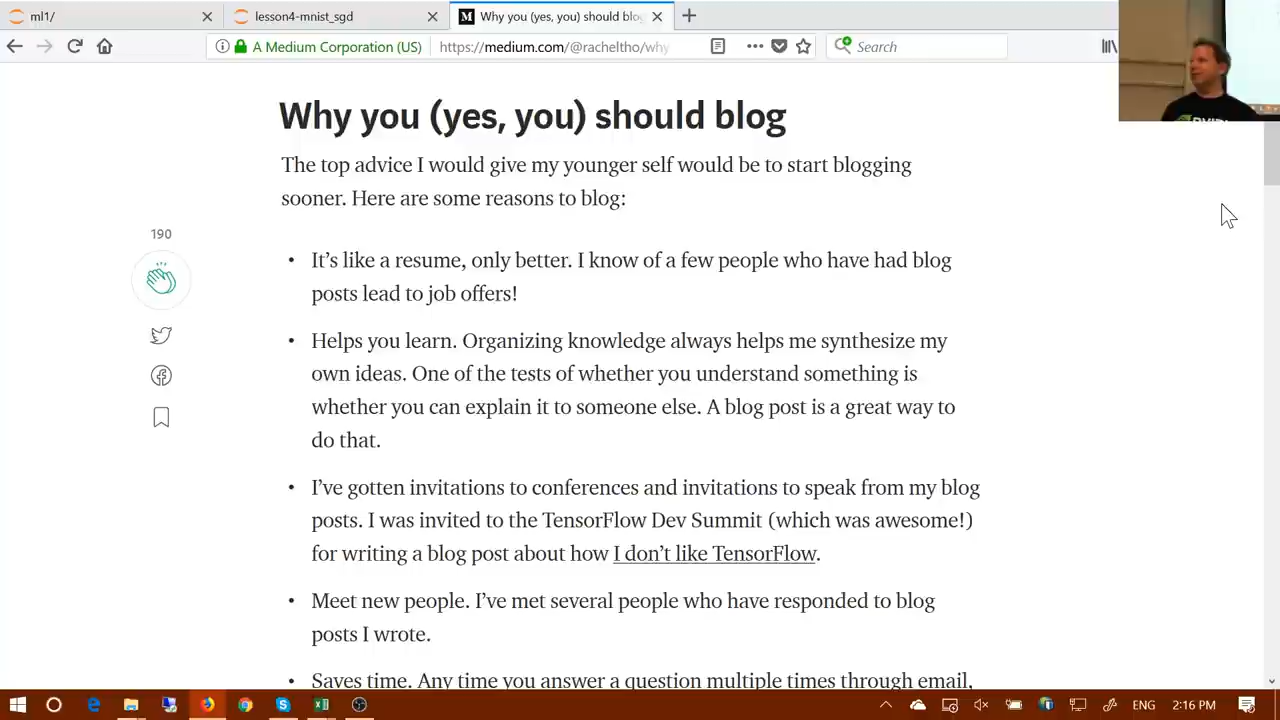 ml1/
lesson4-mnist_sgd
Why you (yes, you) should blog
A Medium Corporation (US)
https://medium.com/@racheltho/why
Search
Why you (yes, you) should blog
The top advice I would give my younger self would be to start blogging
sooner. Here are some reasons to blog:
190
• It’s like a resume, only better. I know of a few people who have had blog
posts lead to job offers!
• Helps you learn. Organizing knowledge always helps me synthesize my
own ideas. One of the tests of whether you understand something is
whether you can explain it to someone else. A blog post is a great way to
do that.
• I’ve gotten invitations to conferences and invitations to speak from my blog
posts. I was invited to the TensorFlow Dev Summit (which was awesome!)
for writing a blog post about how I don’t like TensorFlow.
• Meet new people. I’ve met several people who have responded to blog
posts I wrote.
• Saves time. Any time you answer a question multiple times through email,
ENG
2:16 PM